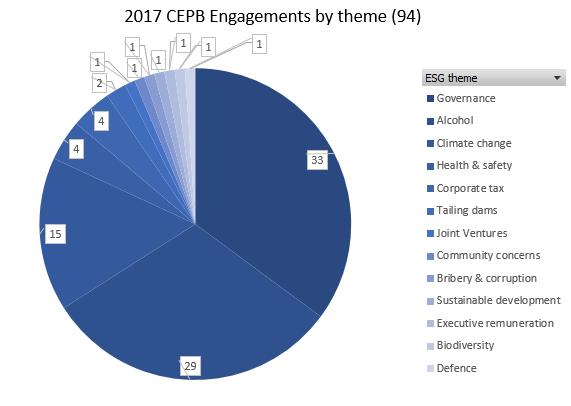 2017 CEPB Engagements by theme (94)
1
1
1
1
1
1
1
2
4
4
33
15
29
ESG theme
Governance
Alcohol
Climate change
Health & safety
Corporate tax
Tailing dams
Joint Ventures
Community concerns
Bribery & corruption
Sustainable development
Executive remuneration
Biodiversity
Defence